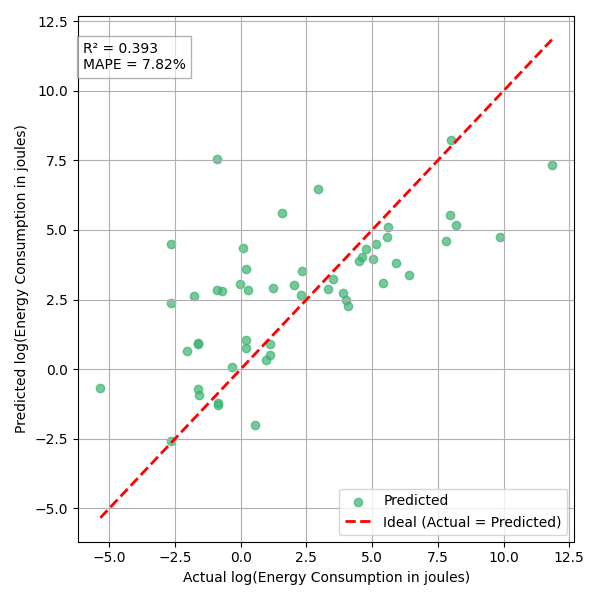 R² = 0.393
MAPE = 7.82%
12.5
10.0
7.5
5.0
2.5
0.0
−2.5
−5.0
Predicted log(Energy Consumption in joules)
Predicted
Ideal (Actual = Predicted)
−5.0 −2.5 0.0 2.5 5.0 7.5 10.0 12.5
Actual log(Energy Consumption in joules)